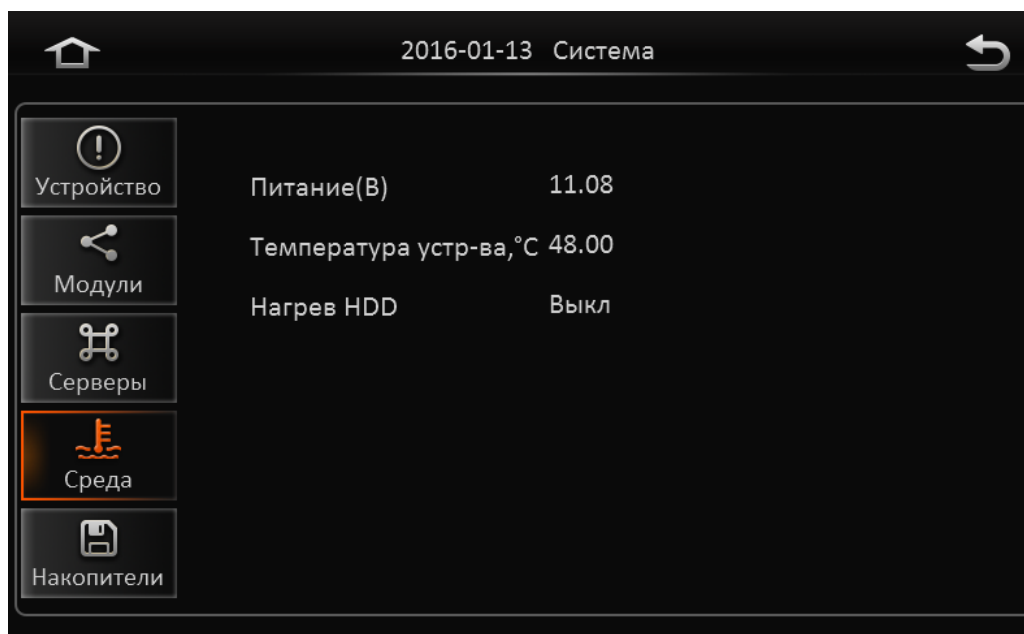 2016-01-13 Система
Устройство
Модули
Серверы
Среда
Накопители
Питание(В) 11.08
Температура устр-ва,°C 48.00
Нагрев HDD Выкл